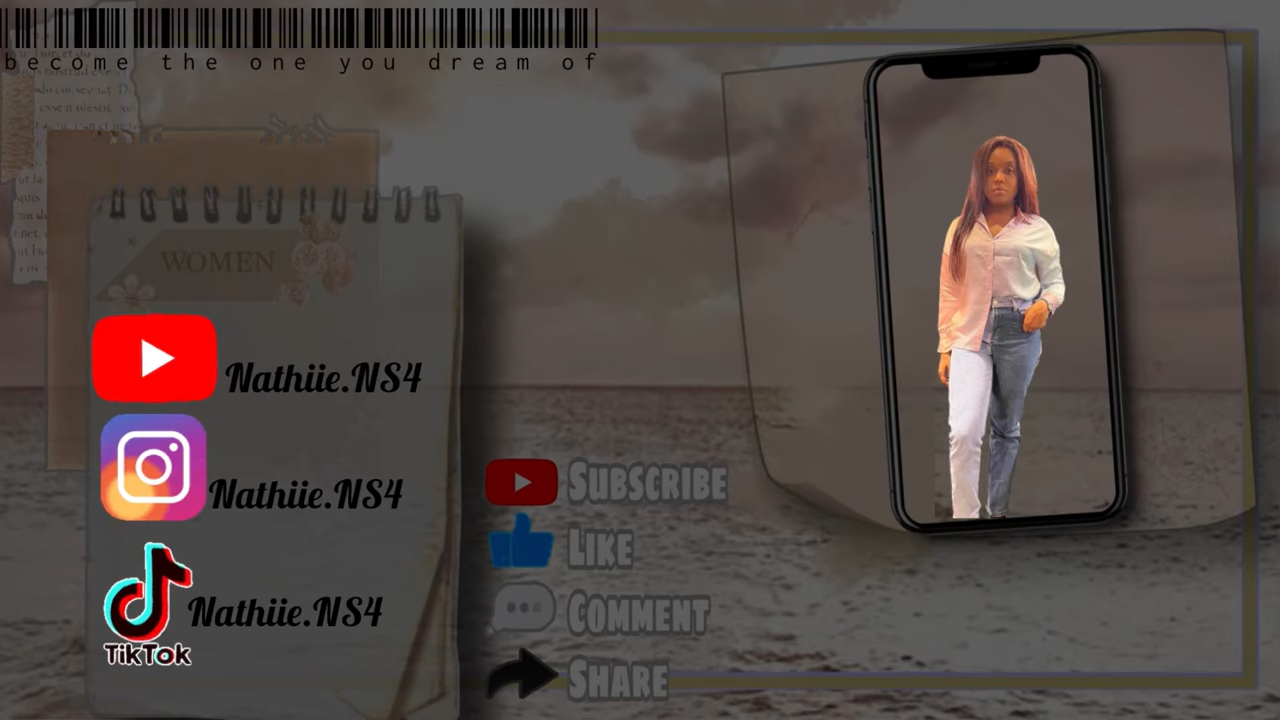 become the one you dream of
WOMEN
Nathiie.NS4
Nathiie.NS4
Nathiie.NS4
TikTok
SUBSCRIBE
LIKE
COMMENT
SHARE